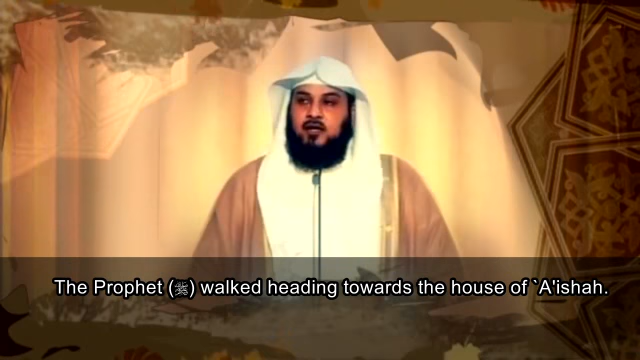 The Prophet (ﷺ) walked heading towards the house of `A'ishah.